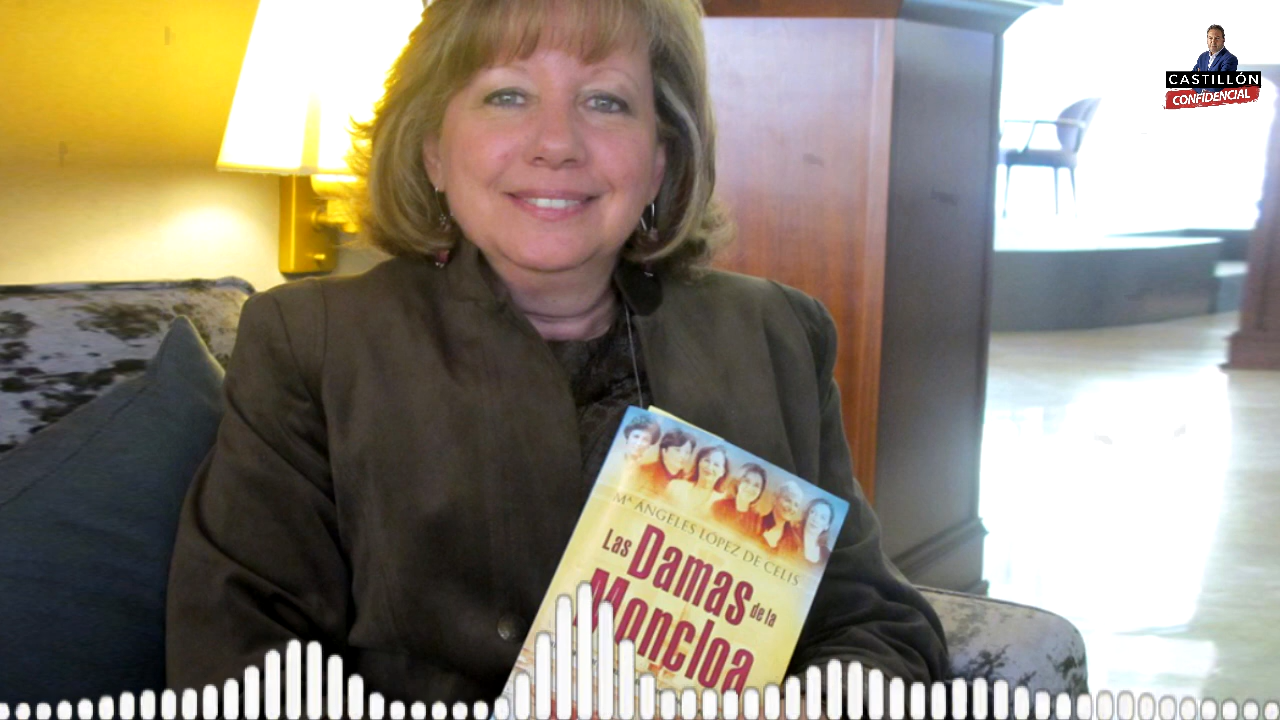 CASTILLÓN
CONFIDENCIAL
Mª ÁNGELES LÓPEZ DE CELIS
Las Damas de la
Moncloa